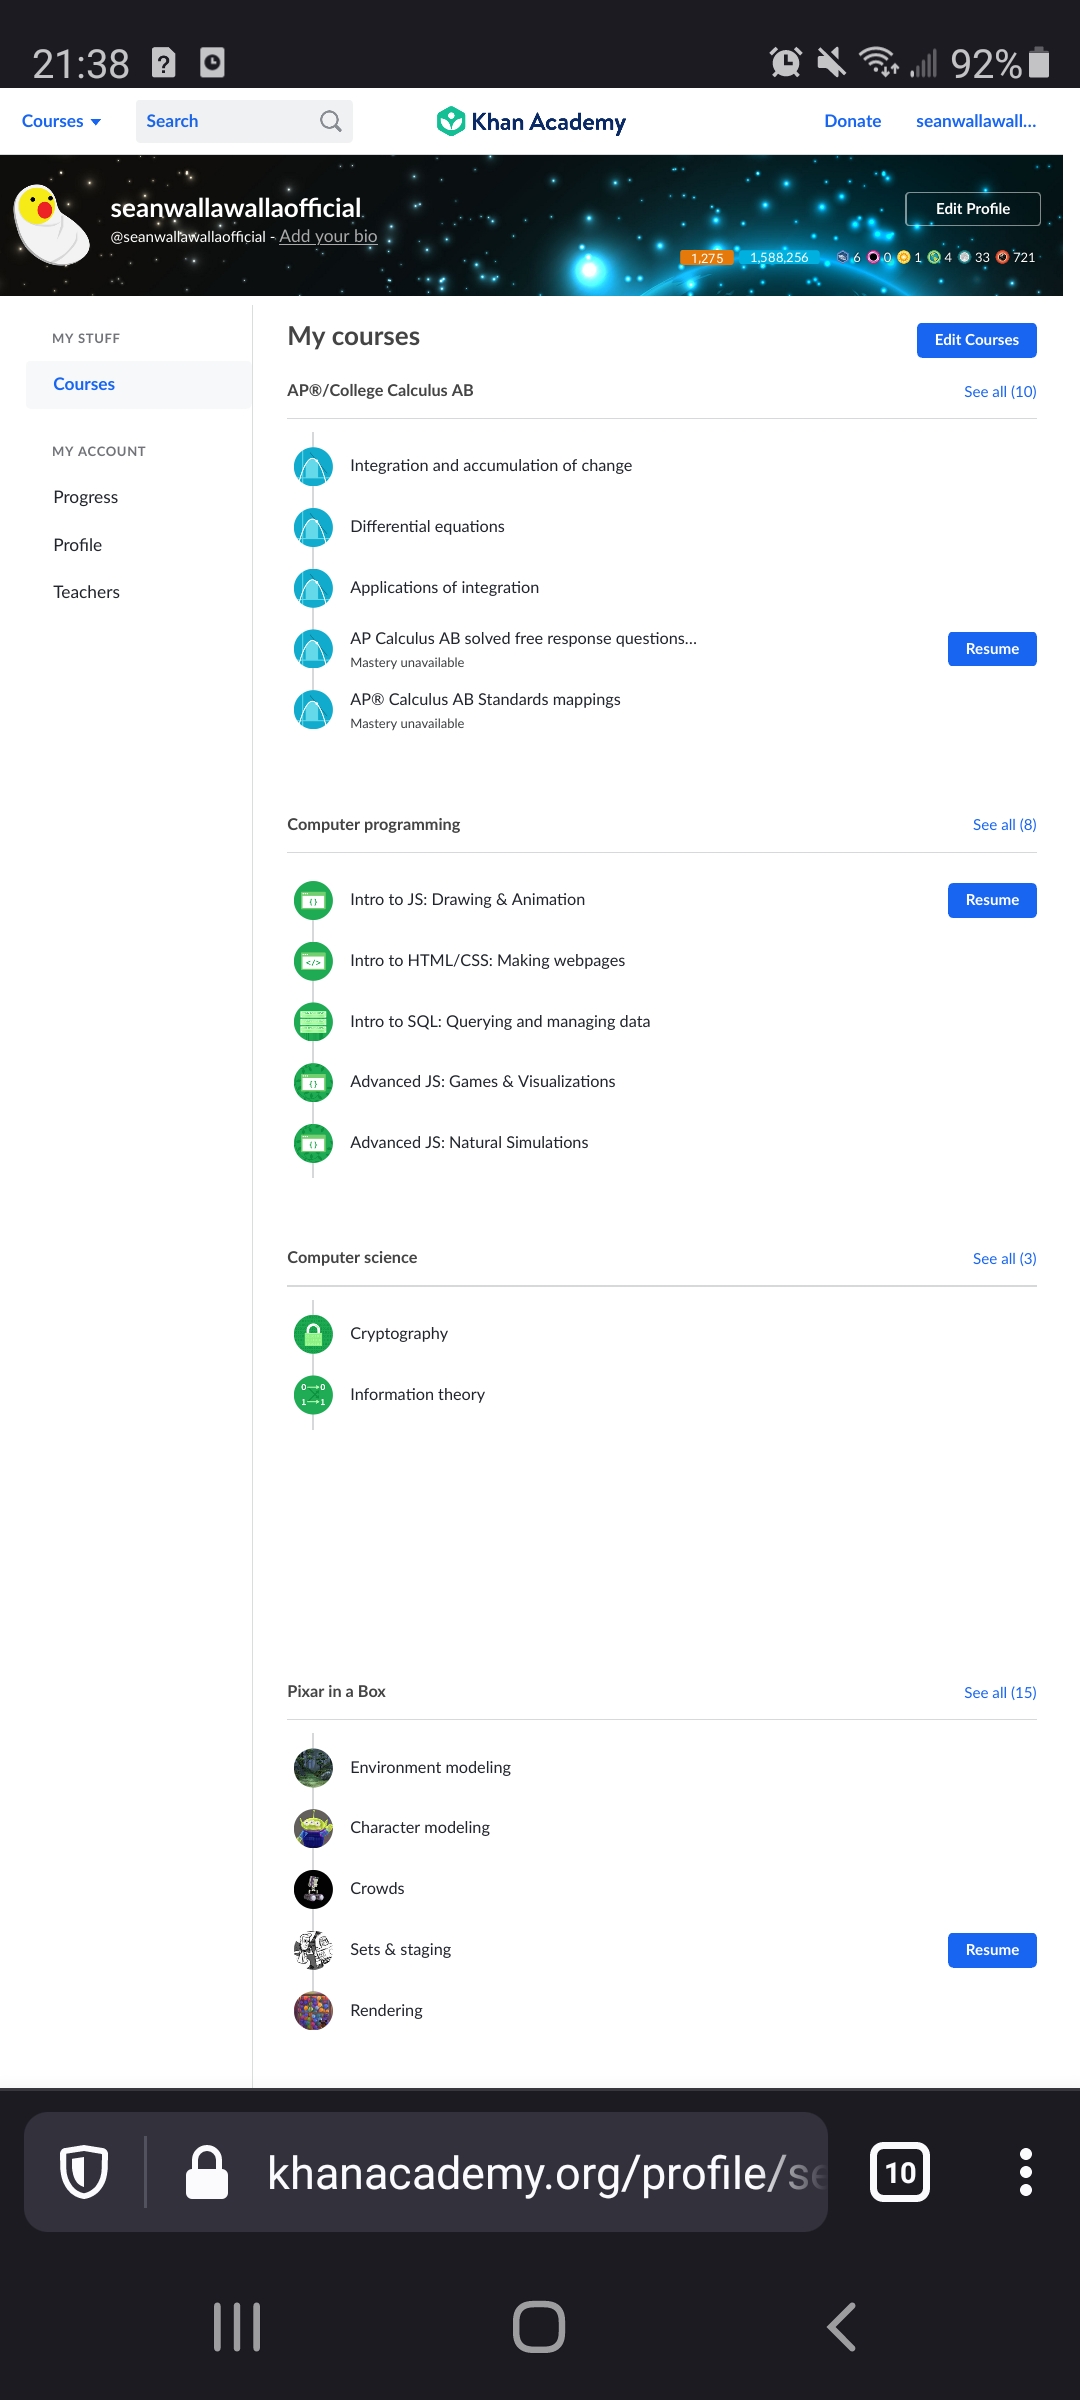 21:38
92%
Courses
Search
Khan Academy
Donate
seanwallawall...
seanwallawallaofficial
@seanwallawallaofficial - Add your bio
Edit Profile
1,275 1,588,256 6 0 1 4 33 721
MY STUFF
Courses
MY ACCOUNT
Progress
Profile
Teachers
My courses
Edit Courses
AP®/College Calculus AB
See all (10)
Integration and accumulation of change
Differential equations
Applications of integration
AP Calculus AB solved free response questions...
Mastery unavailable
Resume
AP® Calculus AB Standards mappings
Mastery unavailable
Computer programming
See all (8)
Intro to JS: Drawing & Animation
Resume
Intro to HTML/CSS: Making webpages
Intro to SQL: Querying and managing data
Advanced JS: Games & Visualizations
Advanced JS: Natural Simulations
Computer science
See all (3)
Cryptography
Information theory
Pixar in a Box
See all (15)
Environment modeling
Character modeling
Crowds
Sets & staging
Resume
Rendering
khanacademy.org/profile/se
10